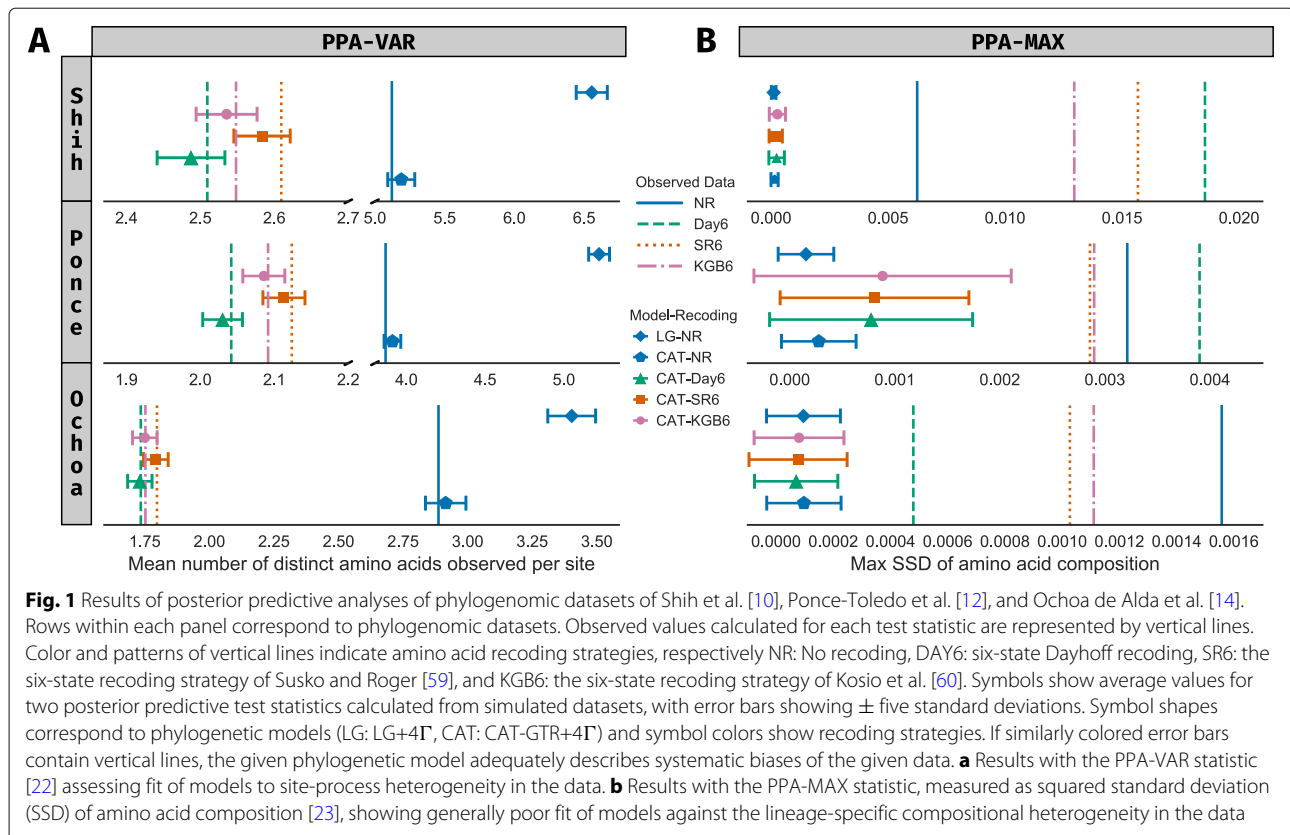 A
PPA-VAR
B
PPA-MAX
Shih
2.4 2.5 2.6 2.7 5.0 5.5 6.0 6.5
0.000 0.005 0.010 0.015 0.020
Observed Data
NR
Day6
SR6
KGB6
Ponce
1.9 2.0 2.1 2.2 4.0 4.5 5.0
0.000 0.001 0.002 0.003 0.004
Model-Recoding
LG-NR
CAT-NR
CAT-Day6
CAT-SR6
CAT-KGB6
Ochoa
1.75 2.00 2.25 2.50 2.75 3.00 3.25 3.50
Mean number of distinct amino acids observed per site
0.0000 0.0002 0.0004 0.0006 0.0008 0.0010 0.0012 0.0014 0.0016
Max SSD of amino acid composition
Fig. 1 Results of posterior predictive analyses of phylogenomic datasets of Shih et al. [10], Ponce-Toledo et al. [12], and Ochoa de Alda et al. [14].
Rows within each panel correspond to phylogenomic datasets. Observed values calculated for each test statistic are represented by vertical lines.
Color and patterns of vertical lines indicate amino acid recoding strategies, respectively NR: No recoding, DAY6: six-state Dayhoff recoding, SR6: the
six-state recoding strategy of Susko and Roger [59], and KGB6: the six-state recoding strategy of Kosio et al. [60]. Symbols show average values for
two posterior predictive test statistics calculated from simulated datasets, with error bars showing ± five standard deviations. Symbol shapes
correspond to phylogenetic models (LG: LG+4Γ, CAT: CAT-GTR+4Γ) and symbol colors show recoding strategies. If similarly colored error bars
contain vertical lines, the given phylogenetic model adequately describes systematic biases of the given data. a Results with the PPA-VAR statistic
[22] assessing fit of models to site-process heterogeneity in the data. b Results with the PPA-MAX statistic, measured as squared standard deviation
(SSD) of amino acid composition [23], showing generally poor fit of models against the lineage-specific compositional heterogeneity in the data